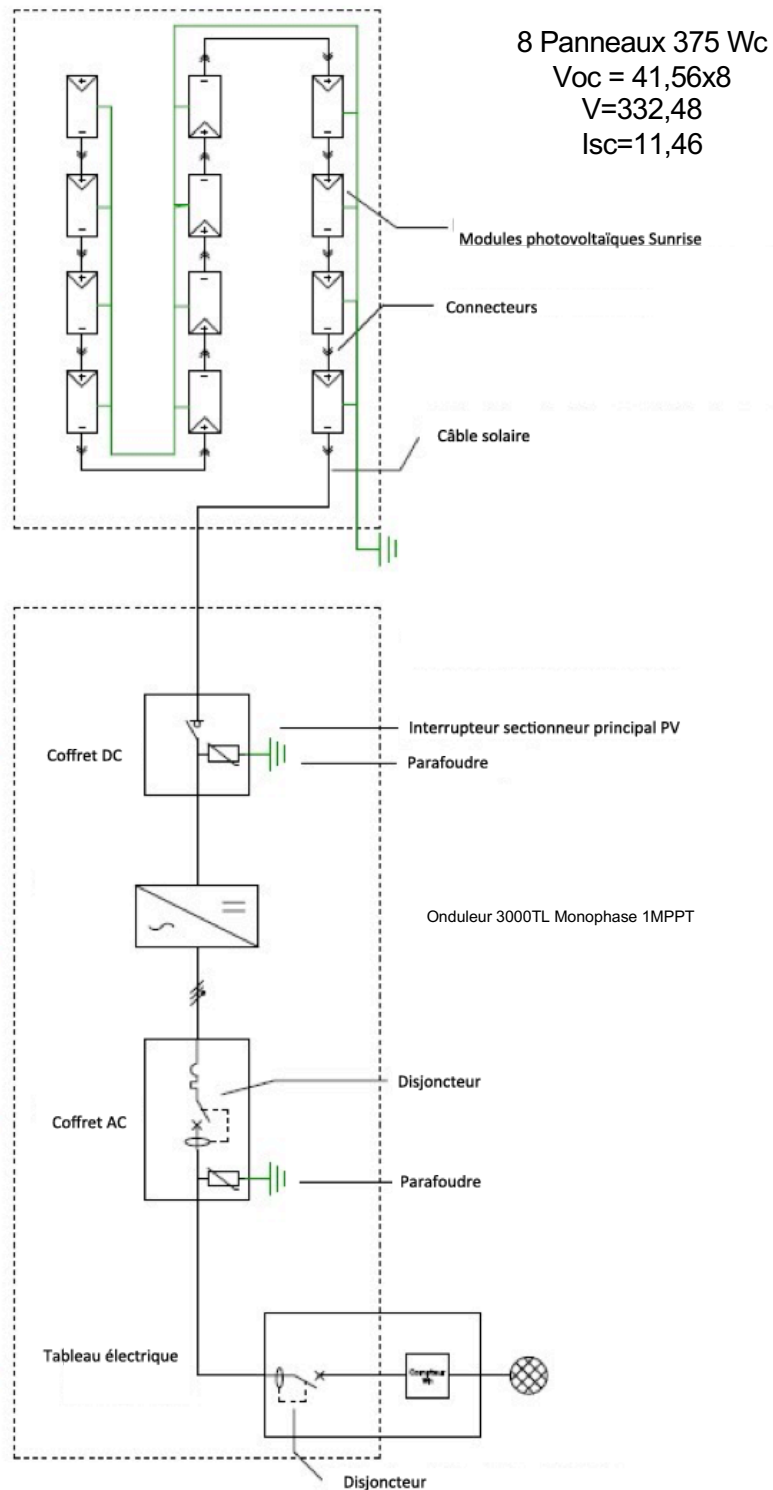 8 Panneaux 375 Wc
Voc = 41,56x8
V=332,48
Isc=11,46
Modules photovoltaïques Sunrise
Connecteurs
Câble solaire
Interrupteur sectionneur principal PV
Coffret DC
Parafoudre
Onduleur 3000TL Monophase 1MPPT
Disjoncteur
Coffret AC
Parafoudre
Tableau électrique
Compteur
Disjoncteur